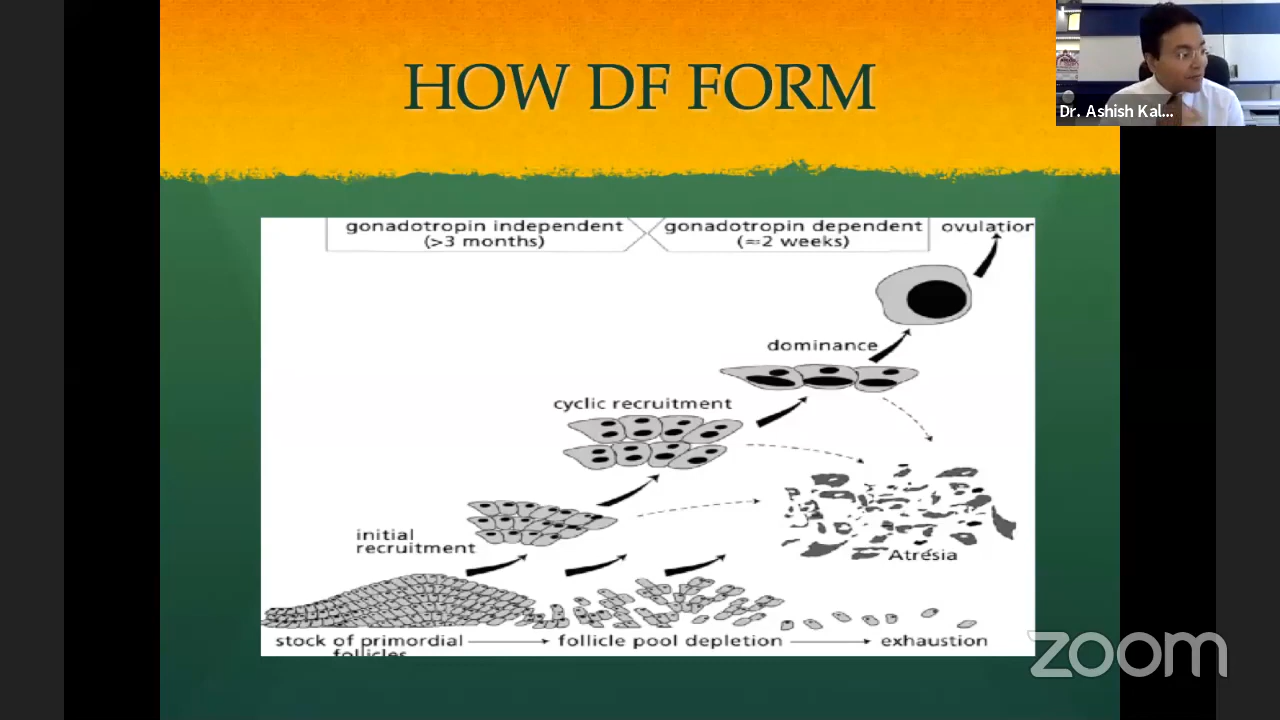 HOW DF FORM
Dr. Ashish Kal...
gonadotropin independent
(>3 months)
gonadotropin dependent
(≈2 weeks)
ovulation
dominance
cyclic recruitment
initial
recruitment
Atresia
stock of primordial
follicles
follicle pool depletion
exhaustion
zoom